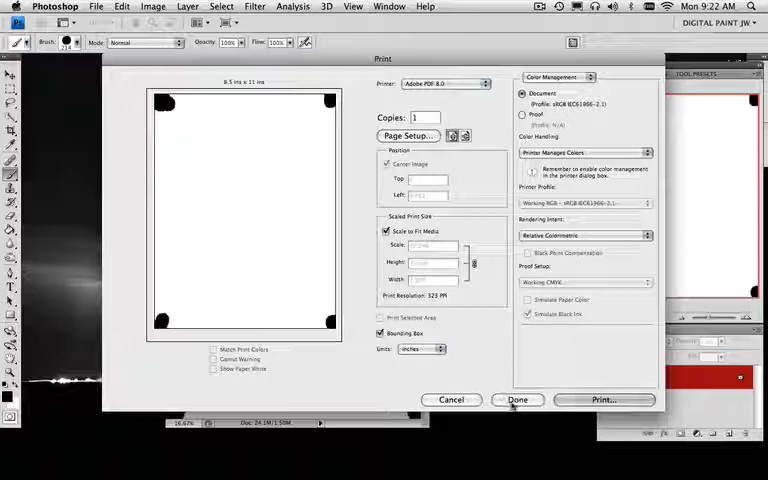 Photoshop File Edit Image Layer Select Filter Analysis 3D View Window Help Mon 9:22 AM
DIGITAL PAINT JW
Brush: 214 Mode: Normal Opacity: 100% Flow: 100%
Print
TOOL PRESETS
8.5 ins x 11 ins
Printer: Adobe PDF 8.0
Copies: 1
Page Setup...
Position
Center Image
Top
Left:
Scaled Print Size
Scale to Fit Media
Scale:
Height:
Width
Print Resolution: 323 PPI
Print Selected Area
Bounding Box
Units: inches
Match Print Colors
Gamut Warning
Show Paper White
Color Management
Document
(Profile: sRGB IEC61966-2.1)
Proof
(Profile: N/A)
Color Handling:
Printer Manages Colors
Remember to enable color management
in the printer dialog box.
Printer Profile:
Working RGB - sRGB IEC61966-2.1
Rendering Intent:
Relative Colorimetric
Black Point Compensation
Proof Setup:
Working CMYK
Simulate Paper Color
Simulate Black Ink
Cancel Done Print...
16.67% Doc: 24.1M/1.50M